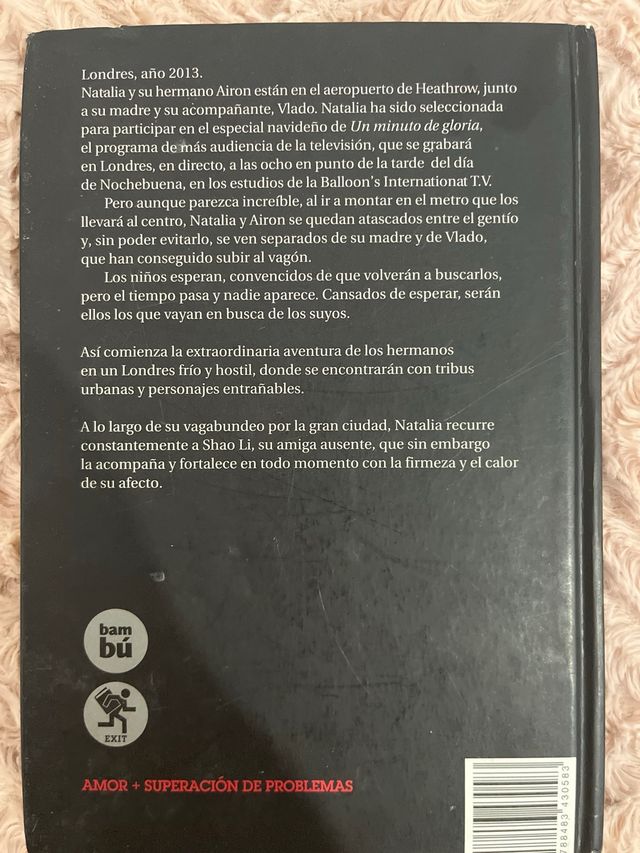 Londres, año 2013.
Natalia y su hermano Airon están en el aeropuerto de Heathrow, junto
a su madre y su acompañante, Vlado. Natalia ha sido seleccionada
para participar en el especial navideño de Un minuto de gloria,
el programa de más audiencia de la televisión, que se grabará
en Londres, en directo, a las ocho en punto de la tarde del día
de Nochebuena, en los estudios de la Balloon's Internationat T.V.
Pero aunque parezca increíble, al ir a montar en el metro que los
llevará al centro, Natalia y Airon se quedan atascados entre el gentío
y, sin poder evitarlo, se ven separados de su madre y de Vlado,
que han conseguido subir al vagón.
Los niños esperan, convencidos de que volverán a buscarlos,
pero el tiempo pasa y nadie aparece. Cansados de esperar, serán
ellos los que vayan en busca de los suyos.
Así comienza la extraordinaria aventura de los hermanos
en un Londres frío y hostil, donde se encontrarán con tribus
urbanas y personajes entrañables.
A lo largo de su vagabundeo por la gran ciudad, Natalia recurre
constantemente a Shao Li, su amiga ausente, que sin embargo
la acompaña y fortalece en todo momento con la firmeza y el calor
de su afecto.
bam
bú
EXIT
AMOR + SUPERACIÓN DE PROBLEMAS
788483 430583